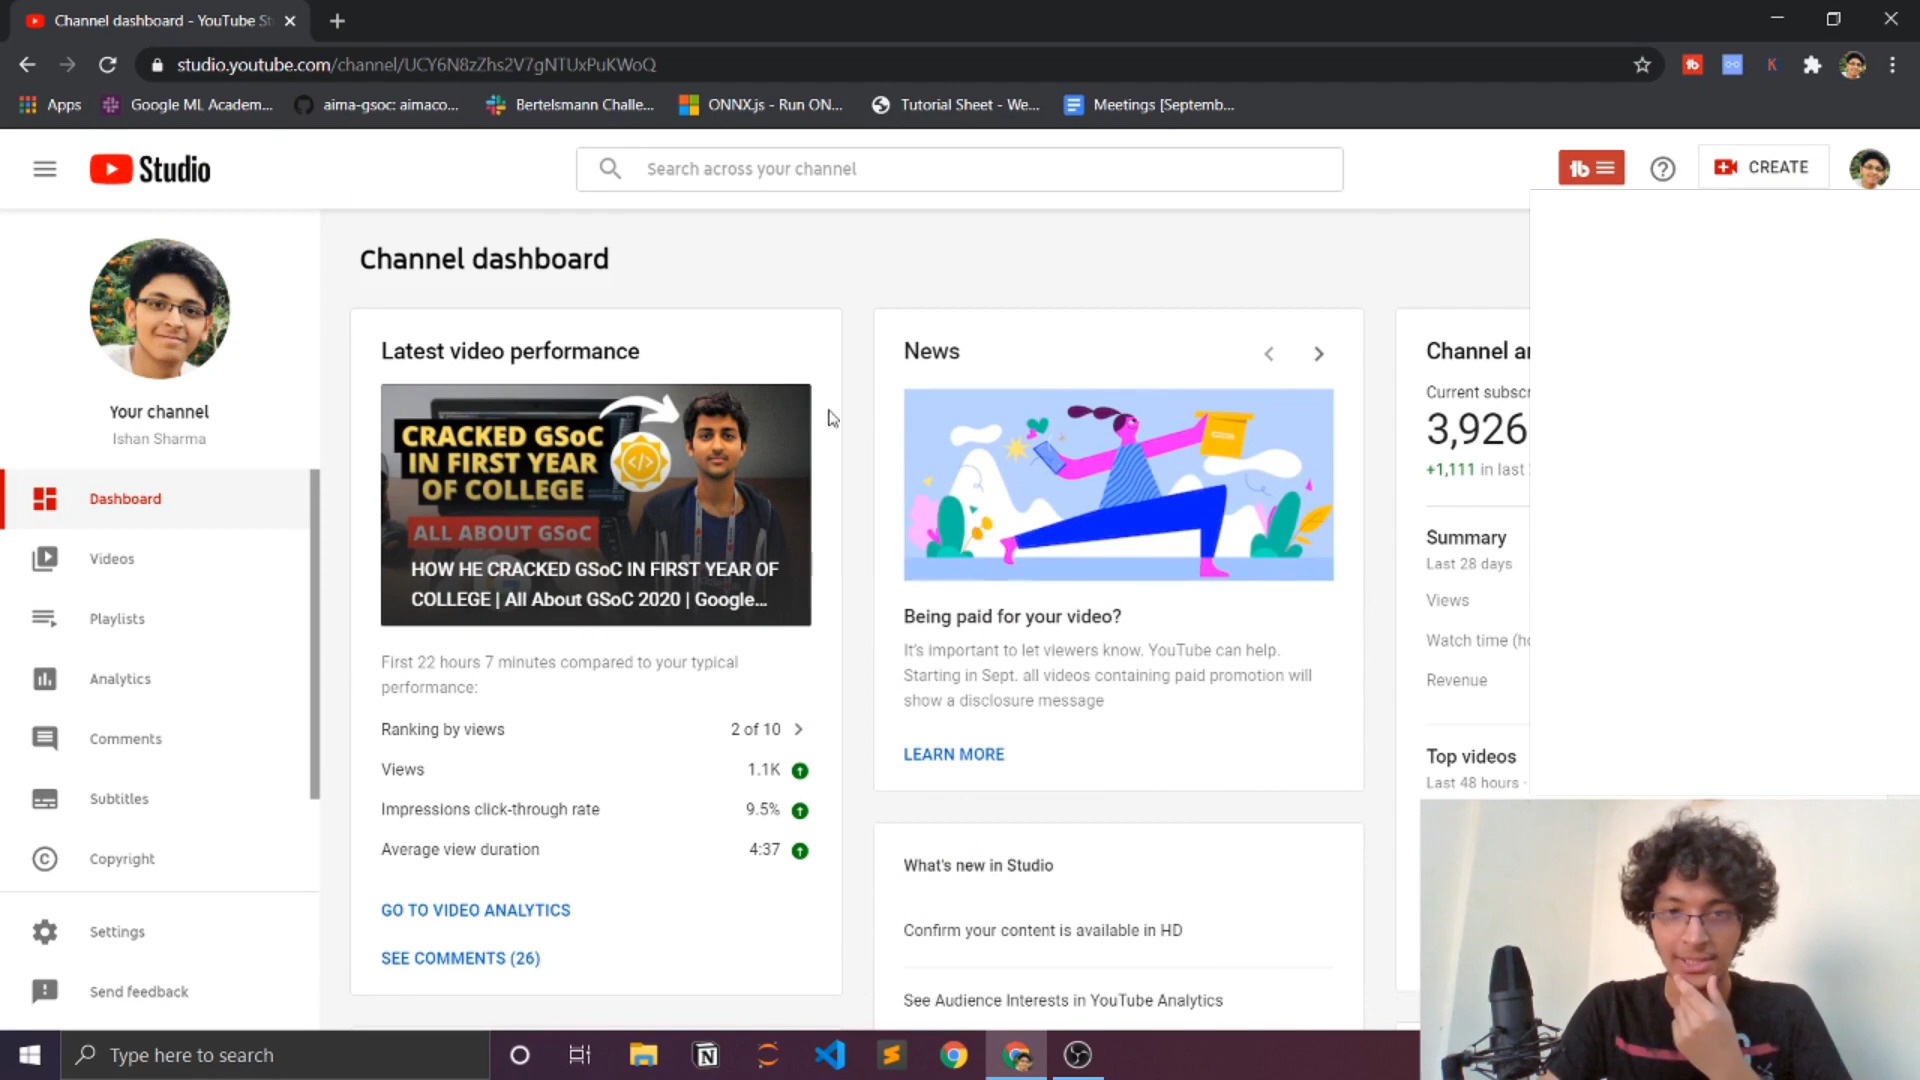 Channel dashboard - YouTube St
studio.youtube.com/channel/UCY6N8zZhs2V7gNTUxPuKWoQ
Apps
Google ML Academ...
aima-gsoc: aimaco...
Bertelsmann Challe...
ONNX.js - Run ON...
Tutorial Sheet - We...
Meetings [Septemb...
K
Studio
Search across your channel
tb
CREATE
Your channel
Ishan Sharma
Dashboard
Videos
Playlists
Analytics
Comments
Subtitles
Copyright
Settings
Send feedback
Channel dashboard
Latest video performance
CRACKED GSoC
IN FIRST YEAR
OF COLLEGE
ALL ABOUT GSoC
HOW HE CRACKED GSoC IN FIRST YEAR OF
COLLEGE | All About GSoC 2020 | Google...
First 22 hours 7 minutes compared to your typical
performance:
Ranking by views 2 of 10
Views 1.1K
Impressions click-through rate 9.5%
Average view duration 4:37
GO TO VIDEO ANALYTICS
SEE COMMENTS (26)
News
Being paid for your video?
It's important to let viewers know. YouTube can help.
Starting in Sept. all videos containing paid promotion will
show a disclosure message
LEARN MORE
What's new in Studio
Confirm your content is available in HD
See Audience Interests in YouTube Analytics
Channel an
Current subscr
3,926
+1,111 in last
Summary
Last 28 days
Views
Watch time (ho
Revenue
Top videos
Last 48 hours ·
Type here to search